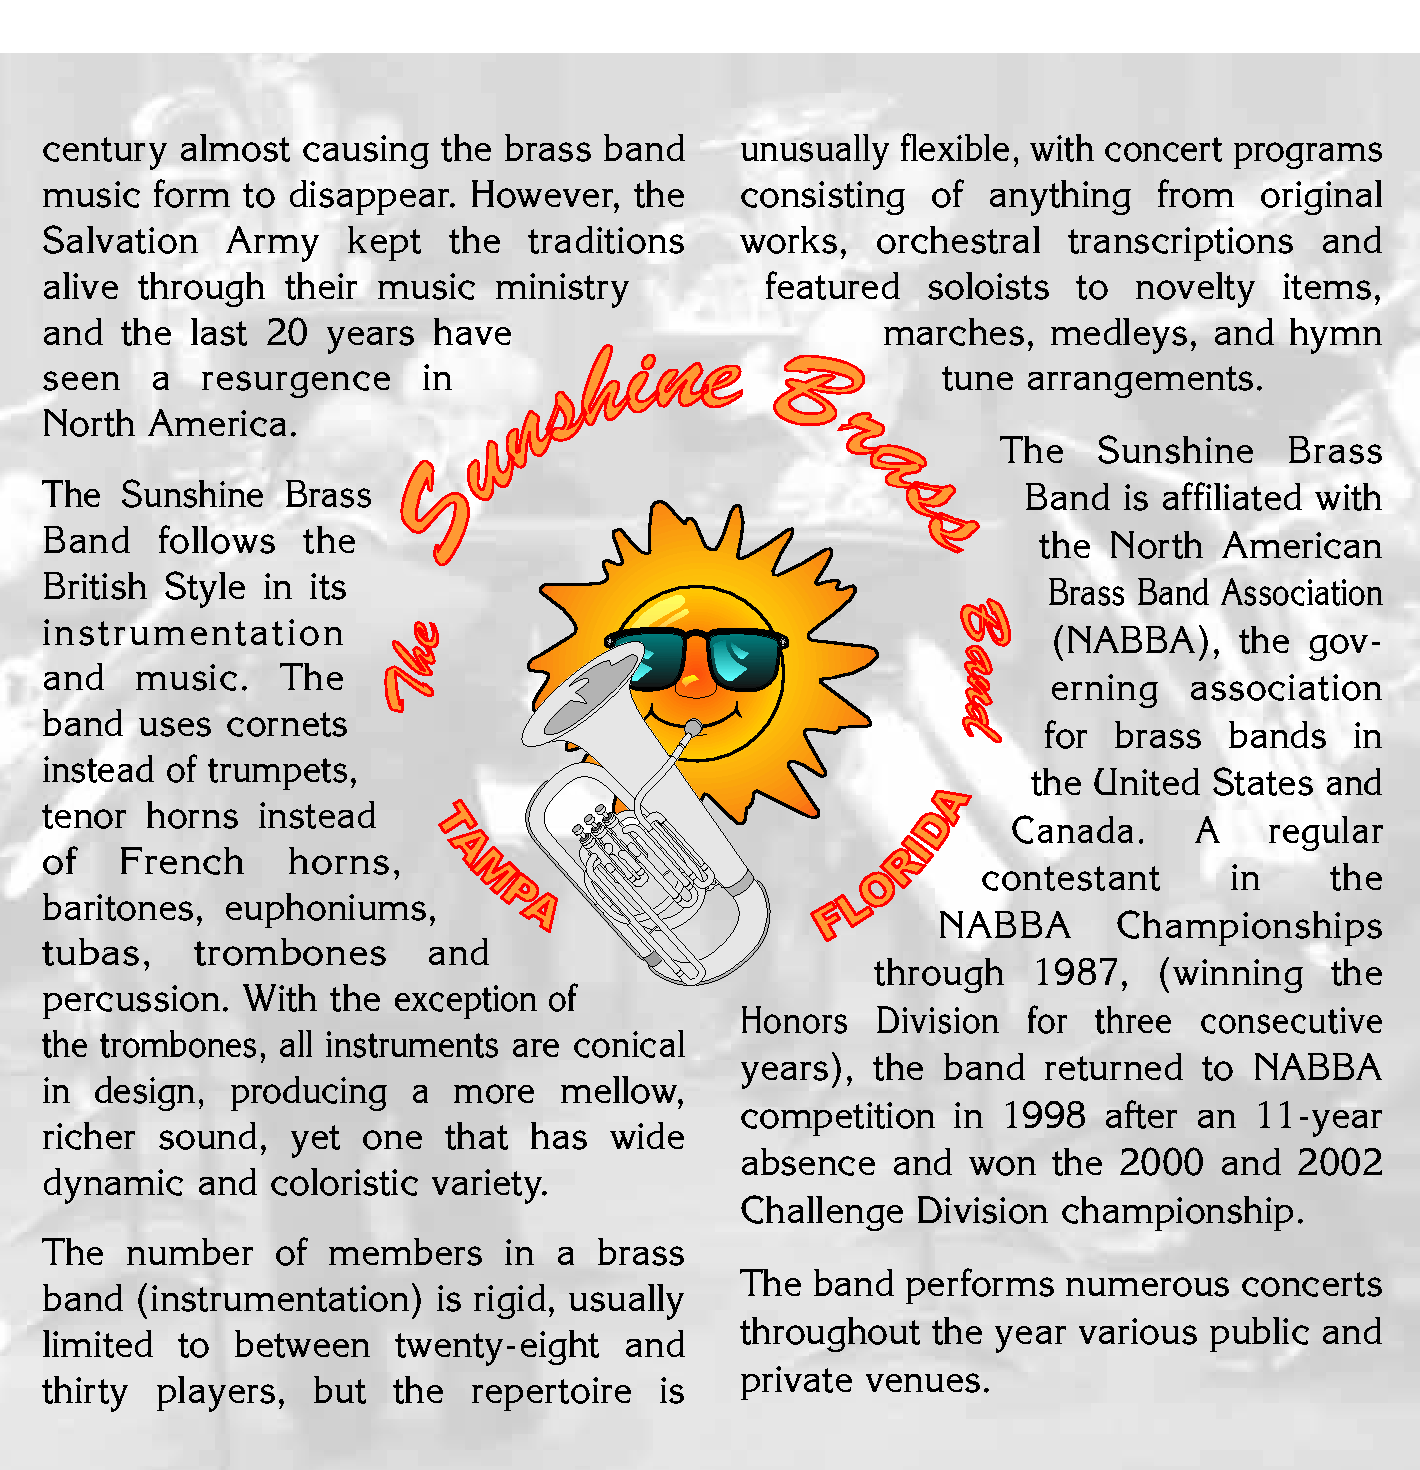 century almost causing the brass band
music form to disappear. However, the
Salvation Army kept the traditions
alive through their music ministry
and the last 20 years have
seen a resurgence in
North America.
The Sunshine Brass
Band follows the
British Style in its
instrumentation
and music. The
band uses cornets
instead of trumpets,
tenor horns instead
of French horns,
baritones, euphoniums,
tubas, trombones and
percussion. With the exception of
the trombones, all instruments are conical
in design, producing a more mellow,
richer sound, yet one that has wide
dynamic and coloristic variety.
The number of members in a brass
band (instrumentation) is rigid, usually
limited to between twenty-eight and
thirty players, but the repertoire is
The Sunshine Brass Band
TAMPA FLORIDA
unusually flexible, with concert programs
consisting of anything from original
works, orchestral transcriptions and
featured soloists to novelty items,
marches, medleys, and hymn
tune arrangements.
The Sunshine Brass
Band is affiliated with
the North American
Brass Band Association
(NABBA), the gov-
erning association
for brass bands in
the United States and
Canada. A regular
contestant in the
NABBA Championships
through 1987, (winning the
Honors Division for three consecutive
years), the band returned to NABBA
competition in 1998 after an 11-year
absence and won the 2000 and 2002
Challenge Division championship.
The band performs numerous concerts
throughout the year various public and
private venues.